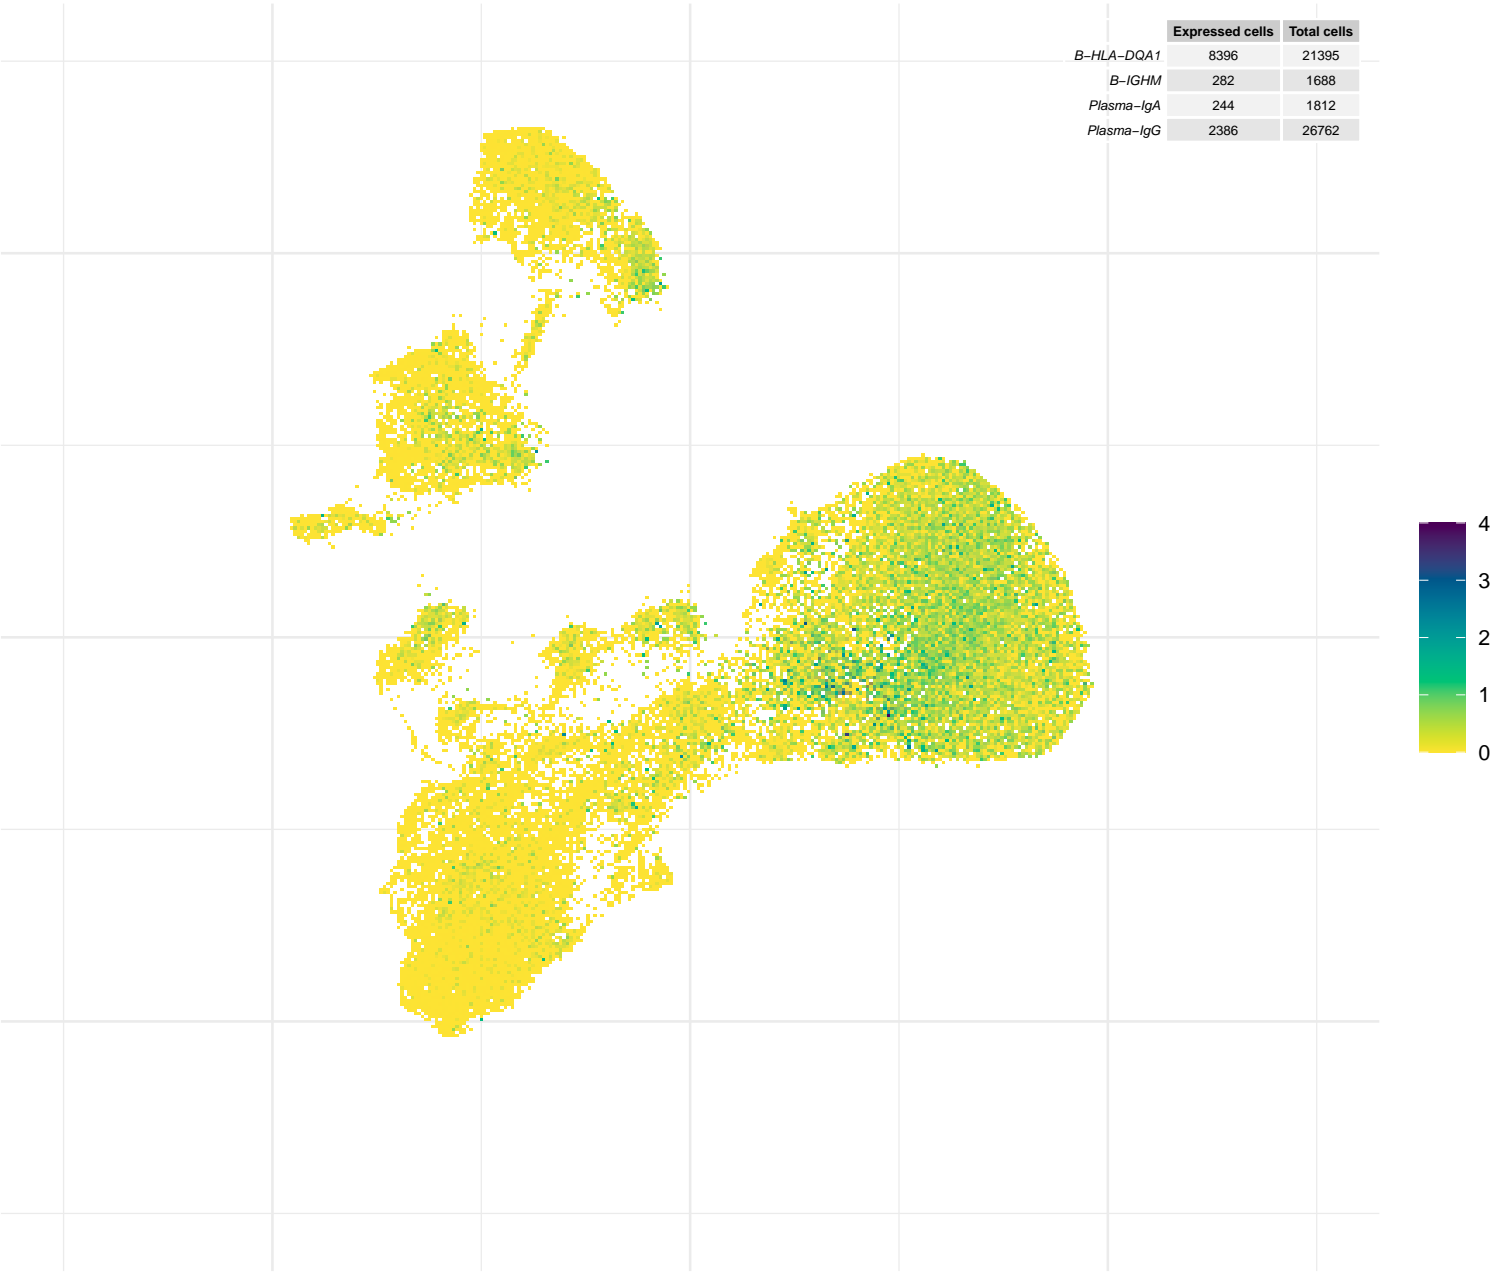 Expressed cells Total cells
B−HLA−DQA1 8396 21395
B−IGHM 282 1688
Plasma−IgA 244 1812
Plasma−IgG 2386 26762
4
3
2
1
0